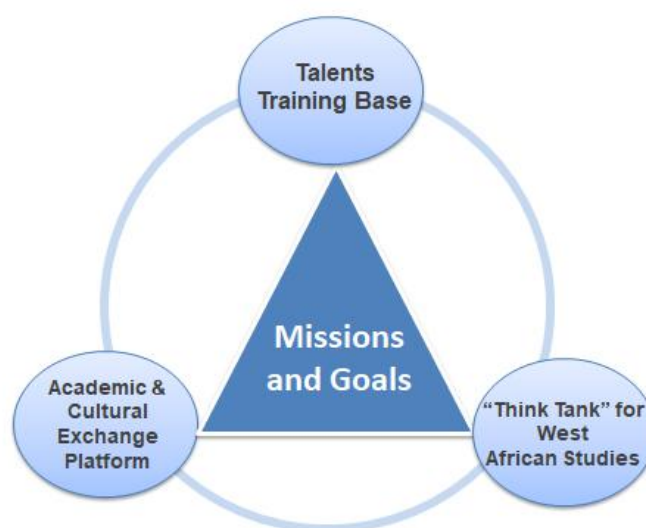 Talents
Training Base
Missions
and Goals
Academic &
Cultural
Exchange
Platform
“Think Tank” for
West
African Studies